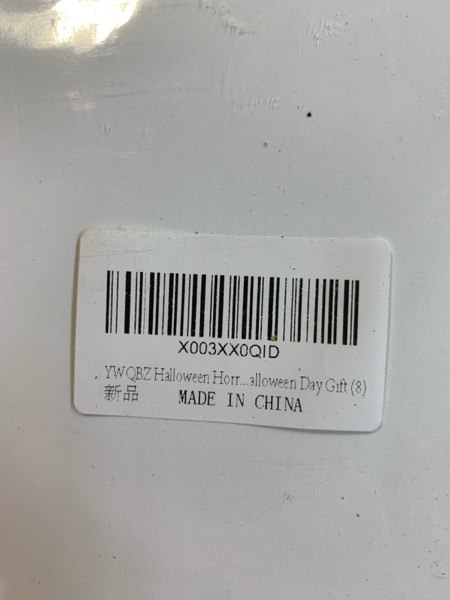 X003XX0QID
YWQBZ Halloween Horr...alloween Day Gift (8)
新品 MADE IN CHINA